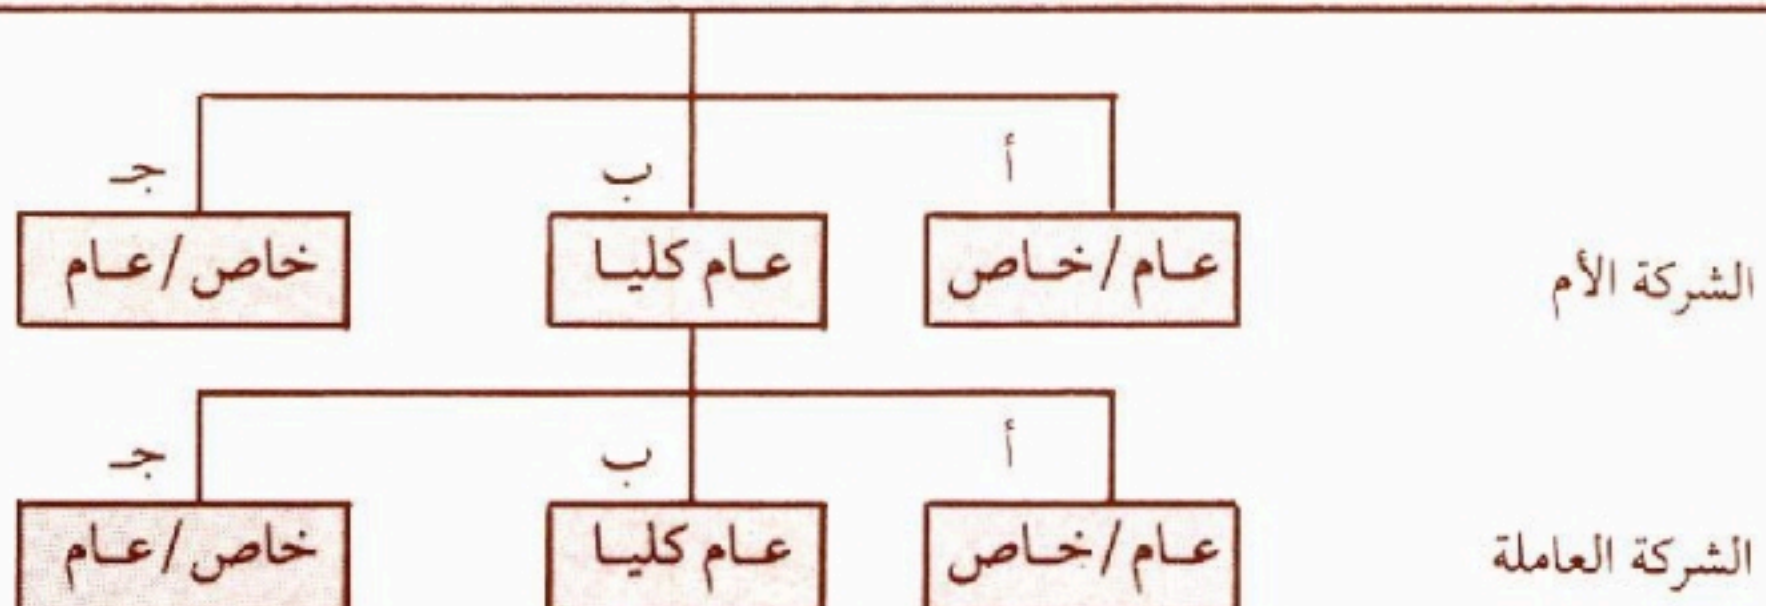 أ
ب
جـ
الشركة الأم
عام/خاص
عام كليا
خاص/عام
أ
ب
جـ
الشركة العاملة
عام/خاص
عام كليا
خاص/عام